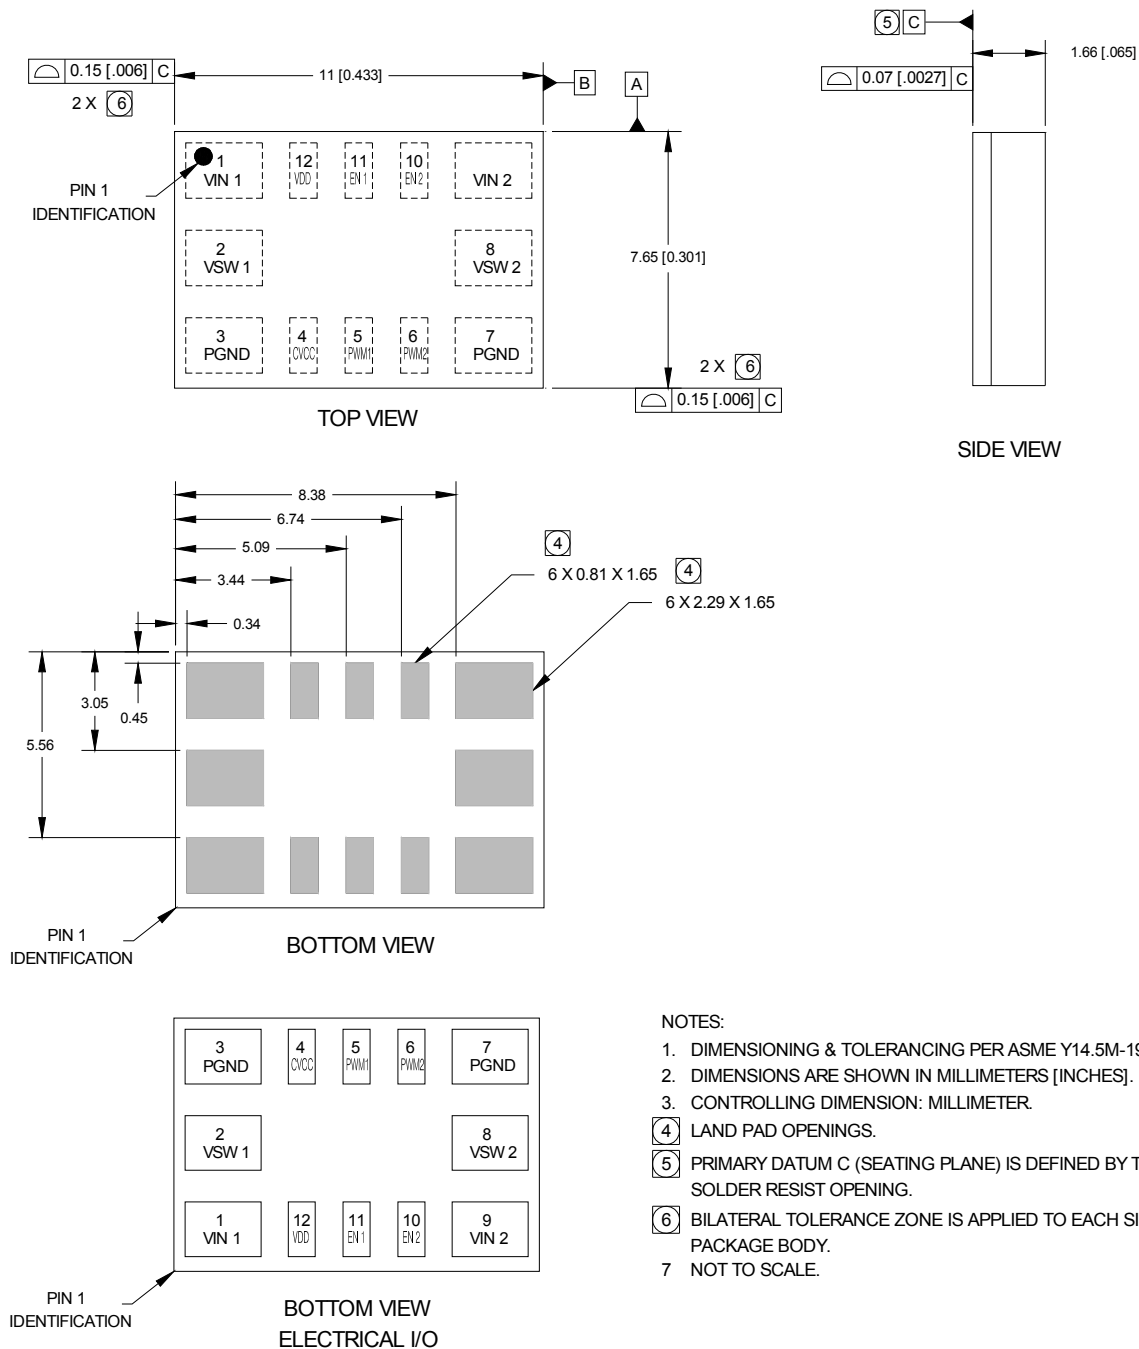 5 C
1.66 [.065]
0.15 [.006] C
11 [0.433]
B
A
0.07 [.0027] C
2 X 6
1
VIN 1
12
VDD
11
EN 1
10
EN 2
VIN 2
PIN 1
IDENTIFICATION
2
VSW 1
8
VSW 2
7.65 [0.301]
3
PGND
4
CVCC
5
PWM1
6
PWM2
7
PGND
2 X 6
0.15 [.006] C
TOP VIEW
SIDE VIEW
8.38
6.74
5.09
3.44
0.34
4
6 X 0.81 X 1.65
4
6 X 2.29 X 1.65
3.05
0.45
5.56
PIN 1
IDENTIFICATION
BOTTOM VIEW
3
PGND
4
CVCC
5
PWM1
6
PWM2
7
PGND
2
VSW 1
8
VSW 2
1
VIN 1
12
VDD
11
EN 1
10
EN 2
9
VIN 2
PIN 1
IDENTIFICATION
BOTTOM VIEW
ELECTRICAL I/O
NOTES:
1. DIMENSIONING & TOLERANCING PER ASME Y14.5M-19
2. DIMENSIONS ARE SHOWN IN MILLIMETERS [INCHES].
3. CONTROLLING DIMENSION: MILLIMETER.
4 LAND PAD OPENINGS.
5 PRIMARY DATUM C (SEATING PLANE) IS DEFINED BY T
SOLDER RESIST OPENING.
6 BILATERAL TOLERANCE ZONE IS APPLIED TO EACH SI
PACKAGE BODY.
7 NOT TO SCALE.